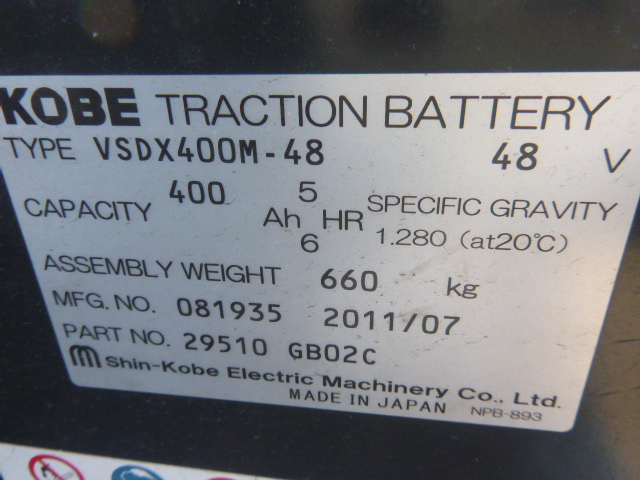 KOBE TRACTION BATTERY
TYPE VSDX400M-48 48 V
CAPACITY 400 Ah 5 HR SPECIFIC GRAVITY
6 1.280 (at20℃)
ASSEMBLY WEIGHT 660 kg
MFG. NO. 081935 2011/07
PART NO. 29510 GB02C
Shin-Kobe Electric Machinery Co., Ltd.
MADE IN JAPAN NPB-893